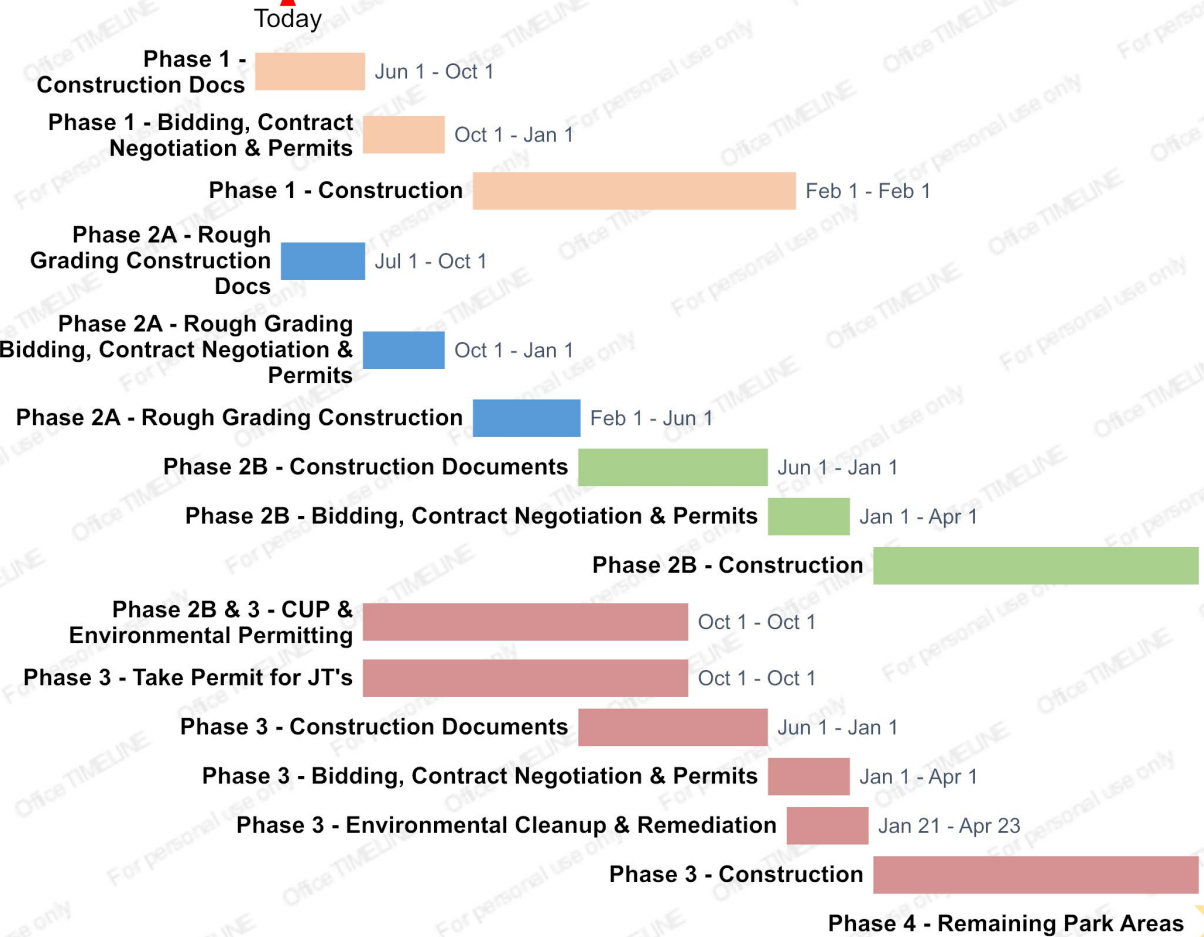 Today
Phase 1 -
Construction Docs
Jun 1 - Oct 1
Phase 1 - Bidding, Contract
Negotiation & Permits
Oct 1 - Jan 1
Phase 1 - Construction
Feb 1 - Feb 1
Phase 2A - Rough
Grading Construction
Docs
Jul 1 - Oct 1
Phase 2A - Rough Grading
Bidding, Contract Negotiation &
Permits
Oct 1 - Jan 1
Phase 2A - Rough Grading Construction
Feb 1 - Jun 1
Phase 2B - Construction Documents
Jun 1 - Jan 1
Phase 2B - Bidding, Contract Negotiation & Permits
Jan 1 - Apr 1
Phase 2B - Construction
Phase 2B & 3 - CUP &
Environmental Permitting
Oct 1 - Oct 1
Phase 3 - Take Permit for JT's
Oct 1 - Oct 1
Phase 3 - Construction Documents
Jun 1 - Jan 1
Phase 3 - Bidding, Contract Negotiation & Permits
Jan 1 - Apr 1
Phase 3 - Environmental Cleanup & Remediation
Jan 21 - Apr 23
Phase 3 - Construction
Phase 4 - Remaining Park Areas
Office TIMELINE
For personal use only